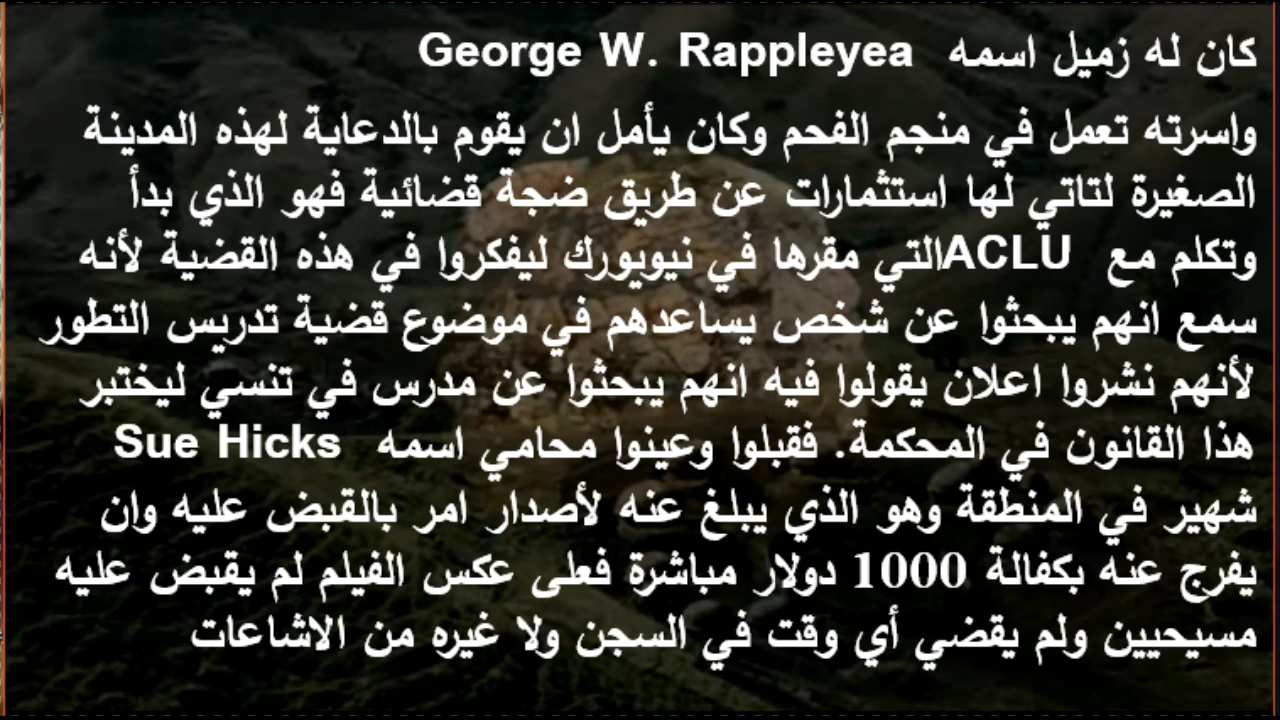 كان له زميل اسمه George W. Rappleyea
واسرته تعمل في منجم الفحم وكان يأمل ان يقوم بالدعاية لهذه المدينة
الصغيرة لتاتي لها استثمارات عن طريق ضجة قضائية فهو الذي بدأ
وتكلم مع ACLUالتي مقرها في نيويورك ليفكروا في هذه القضية لأنه
سمع انهم يبحثوا عن شخص يساعدهم في موضوع قضية تدريس التطور
لأنهم نشروا اعلان يقولوا فيه انهم يبحثوا عن مدرس في تنسي ليختبر
هذا القانون في المحكمة. فقبلوا وعينوا محامي اسمه Sue Hicks
شهير في المنطقة وهو الذي يبلغ عنه لأصدار امر بالقبض عليه وان
يفرج عنه بكفالة 1000 دولار مباشرة فعلى عكس الفيلم لم يقبض عليه
مسيحيين ولم يقضي أي وقت في السجن ولا غيره من الاشاعات